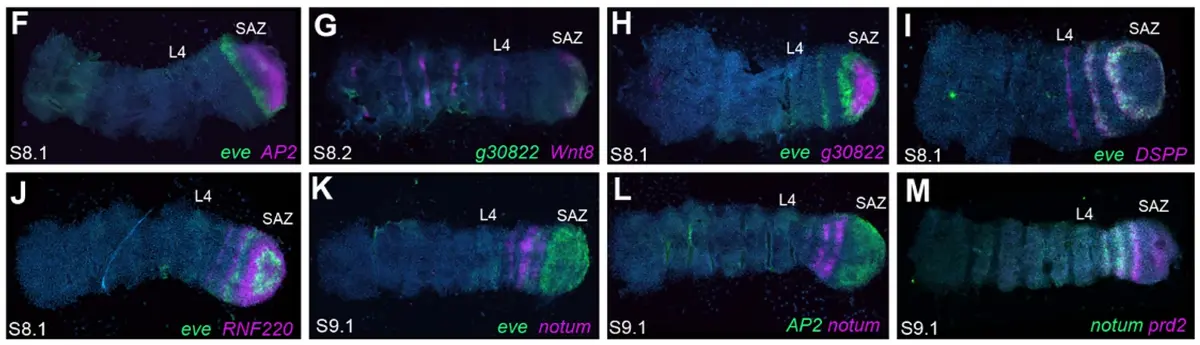 F L4 SAZ S8.1 eve AP2
G L4 SAZ S8.2 g30822 Wnt8
H L4 SAZ S8.1 eve g30822
I L4 SAZ S8.1 eve DSPP
J L4 SAZ S8.1 eve RNF220
K L4 SAZ S9.1 eve notum
L L4 SAZ S9.1 AP2 notum
M L4 SAZ S9.1 notum prd2